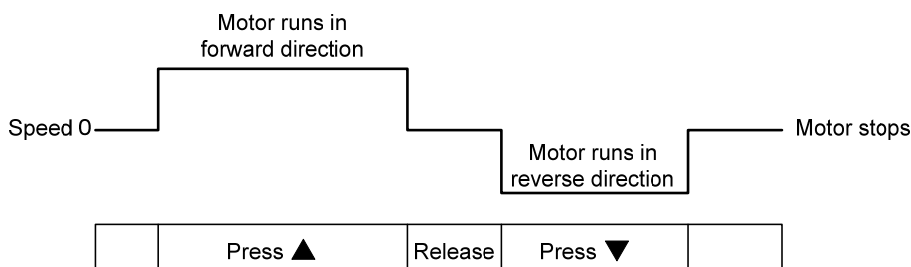 Motor runs in
forward direction
Speed 0
Motor stops
Motor runs in
reverse direction
Press ▲
Release
Press ▼